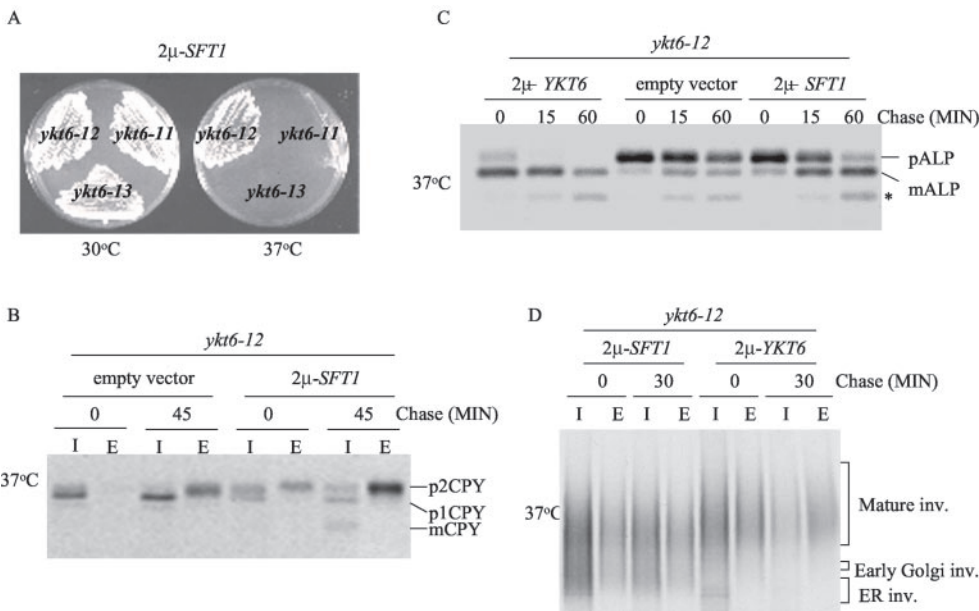 A
2μ-SFT1
ykt6-12 ykt6-11
ykt6-13
30°C
ykt6-12 ykt6-11
ykt6-13
37°C
B
ykt6-12
empty vector 2μ-SFT1
0 45 0 45 Chase (MIN)
I E I E I E I E
37°C
p2CPY
p1CPY
mCPY
C
ykt6-12
2μ- YKT6 empty vector 2μ- SFT1
0 15 60 0 15 60 0 15 60 Chase (MIN)
37°C
pALP
mALP
*
D
ykt6-12
2μ-SFT1 2μ-YKT6
0 30 0 30 Chase (MIN)
I E I E I E I E
37°C
Mature inv.
Early Golgi inv.
ER inv.